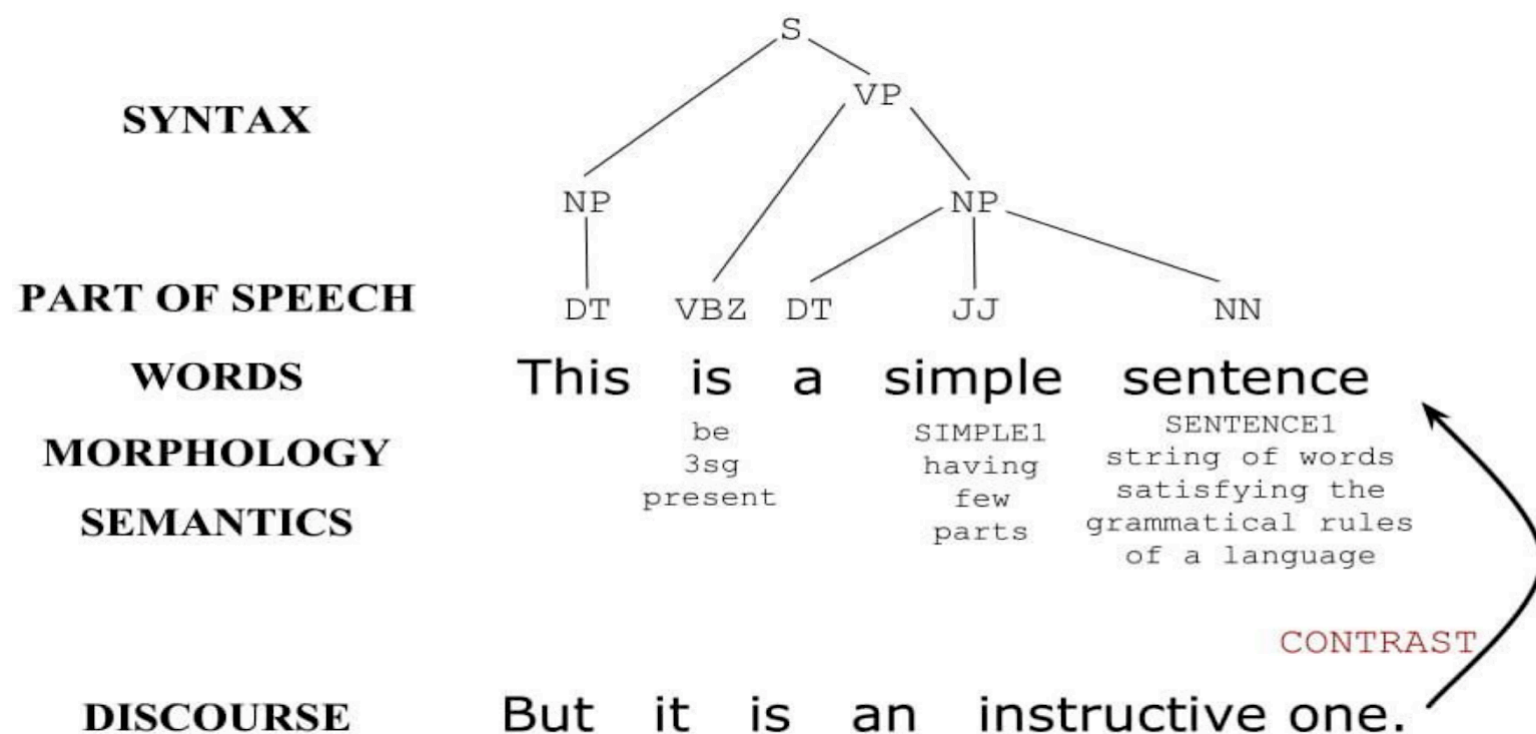 S
VP
SYNTAX
NP NP
PART OF SPEECH DT VBZ DT JJ NN
WORDS This is a simple sentence
MORPHOLOGY
SEMANTICS
be
3sg
present
SIMPLE1
having
few
parts
SENTENCE1
string of words
satisfying the
grammatical rules
of a language
CONTRAST
DISCOURSE But it is an instructive one.